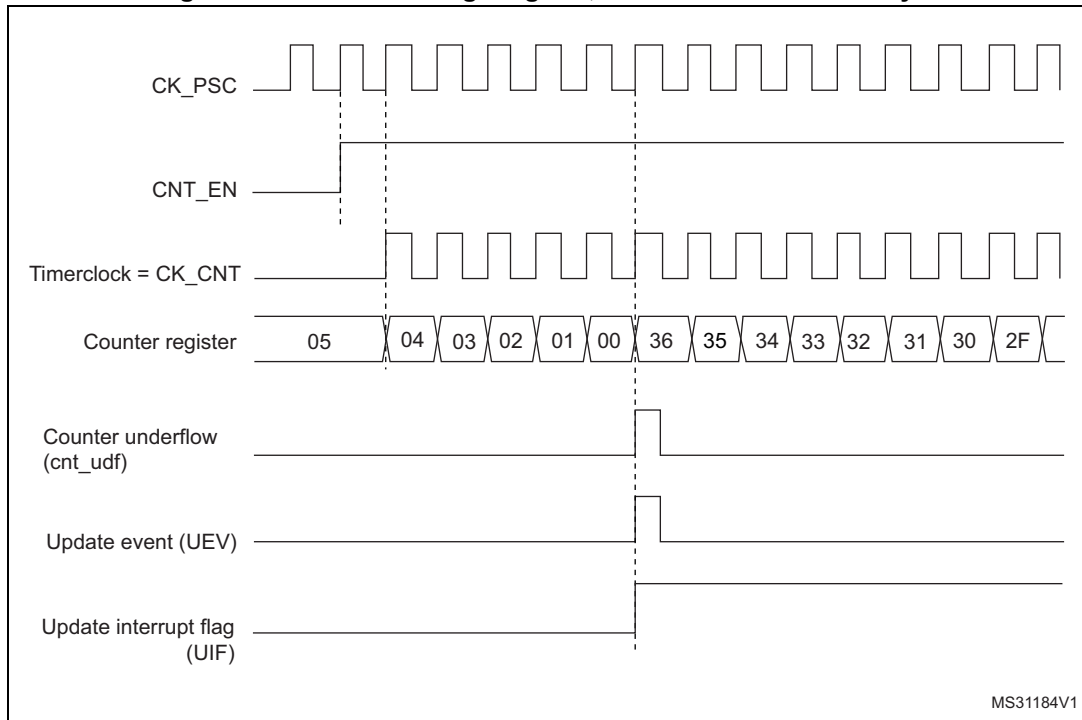 CK_PSC
CNT_EN
Timerclock = CK_CNT
Counter register 05 04 03 02 01 00 36 35 34 33 32 31 30 2F
Counter underflow
(cnt_udf)
Update event (UEV)
Update interrupt flag
(UIF)
MS31184V1